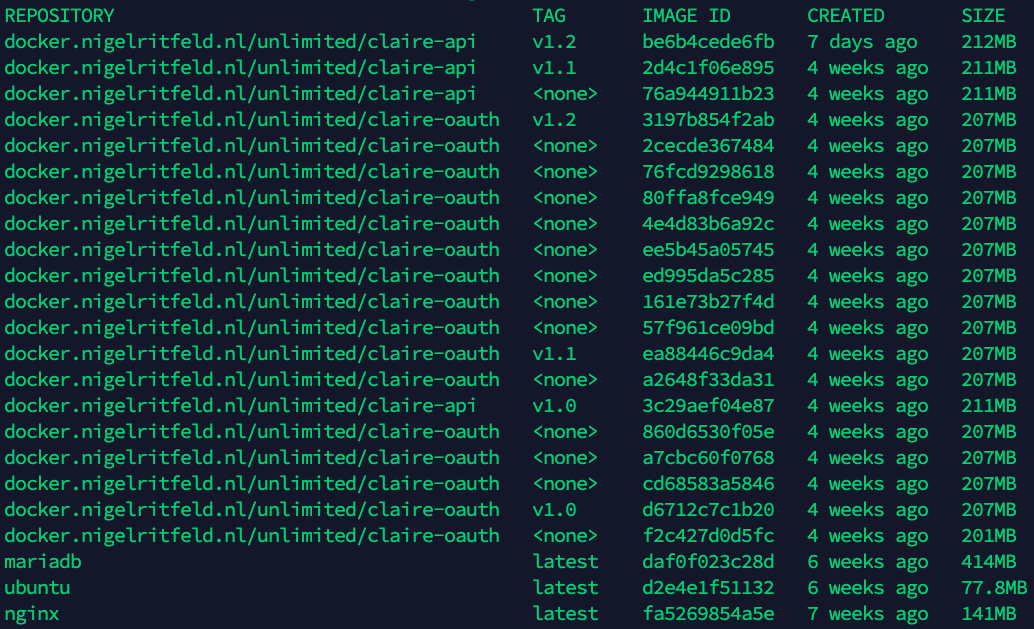 REPOSITORY TAG IMAGE ID CREATED SIZE
docker.nigelritfeld.nl/unlimited/claire-api v1.2 be6b4cede6fb 7 days ago 212MB
docker.nigelritfeld.nl/unlimited/claire-api v1.1 2d4c1f06e895 4 weeks ago 211MB
docker.nigelritfeld.nl/unlimited/claire-api <none> 76a944911b23 4 weeks ago 211MB
docker.nigelritfeld.nl/unlimited/claire-oauth v1.2 3197b854f2ab 4 weeks ago 207MB
docker.nigelritfeld.nl/unlimited/claire-oauth <none> 2cecde367484 4 weeks ago 207MB
docker.nigelritfeld.nl/unlimited/claire-oauth <none> 76fcd9298618 4 weeks ago 207MB
docker.nigelritfeld.nl/unlimited/claire-oauth <none> 80ffa8fce949 4 weeks ago 207MB
docker.nigelritfeld.nl/unlimited/claire-oauth <none> 4e4d83b6a92c 4 weeks ago 207MB
docker.nigelritfeld.nl/unlimited/claire-oauth <none> ee5b45a05745 4 weeks ago 207MB
docker.nigelritfeld.nl/unlimited/claire-oauth <none> ed995da5c285 4 weeks ago 207MB
docker.nigelritfeld.nl/unlimited/claire-oauth <none> 161e73b27f4d 4 weeks ago 207MB
docker.nigelritfeld.nl/unlimited/claire-oauth <none> 57f961ce09bd 4 weeks ago 207MB
docker.nigelritfeld.nl/unlimited/claire-oauth v1.1 ea88446c9da4 4 weeks ago 207MB
docker.nigelritfeld.nl/unlimited/claire-oauth <none> a2648f33da31 4 weeks ago 207MB
docker.nigelritfeld.nl/unlimited/claire-api v1.0 3c29aef04e87 4 weeks ago 211MB
docker.nigelritfeld.nl/unlimited/claire-oauth <none> 860d6530f05e 4 weeks ago 207MB
docker.nigelritfeld.nl/unlimited/claire-oauth <none> a7cbc60f0768 4 weeks ago 207MB
docker.nigelritfeld.nl/unlimited/claire-oauth <none> cd68583a5846 4 weeks ago 207MB
docker.nigelritfeld.nl/unlimited/claire-oauth v1.0 d6712c7c1b20 4 weeks ago 207MB
docker.nigelritfeld.nl/unlimited/claire-oauth <none> f2c427d0d5fc 4 weeks ago 201MB
mariadb latest daf0f023c28d 6 weeks ago 414MB
ubuntu latest d2e4e1f51132 6 weeks ago 77.8MB
nginx latest fa5269854a5e 7 weeks ago 141MB